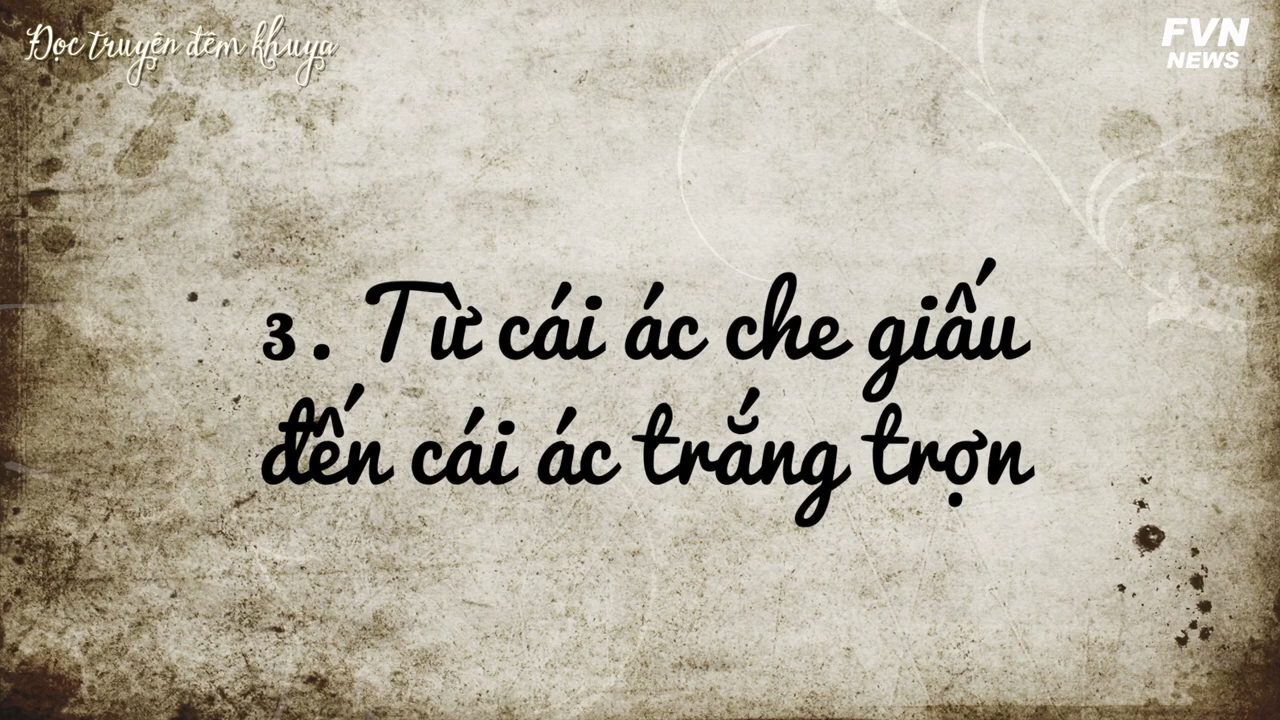 Đọc truyện đêm khuya
FVN
NEWS
3. Từ cái ác che giấu
đến cái ác trắng trợn